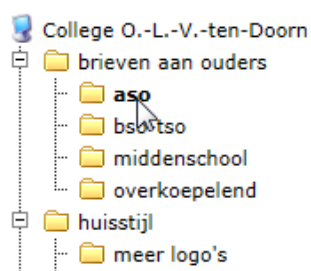 College O.-L.-V.-ten-Doorn
brieven aan ouders
aso
bso-tso
middenschool
overkoepelend
huisstijl
meer logo's